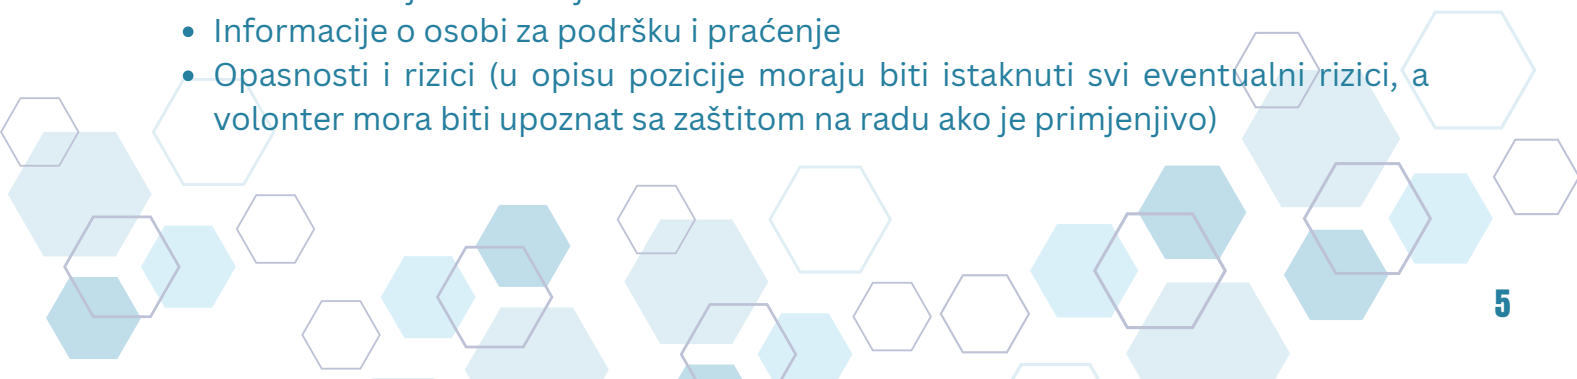 • Informacije o osobi za podršku i praćenje
• Opasnosti i rizici (u opisu pozicije moraju biti istaknuti svi eventualni rizici, a
volonter mora biti upoznat sa zaštitom na radu ako je primjenjivo)
5